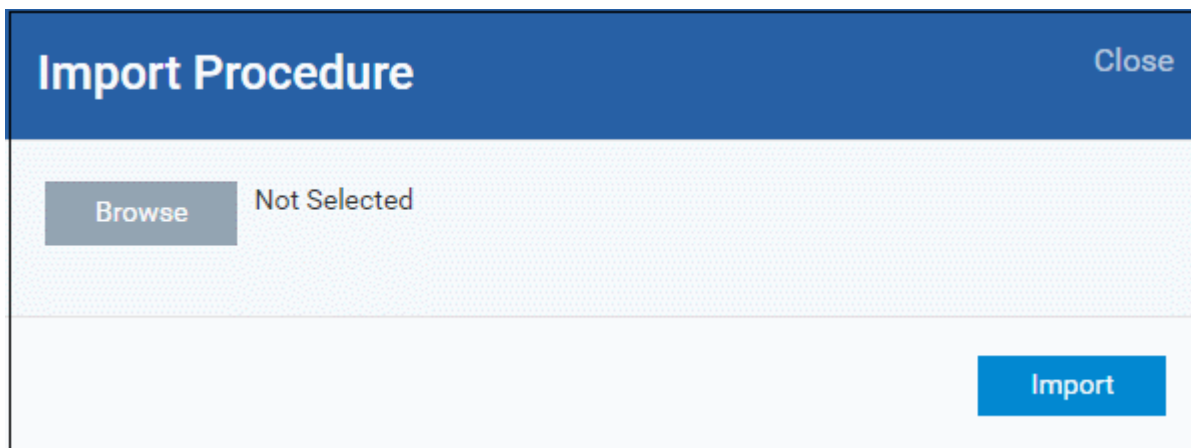 Import Procedure
Close
Browse
Not Selected
Import